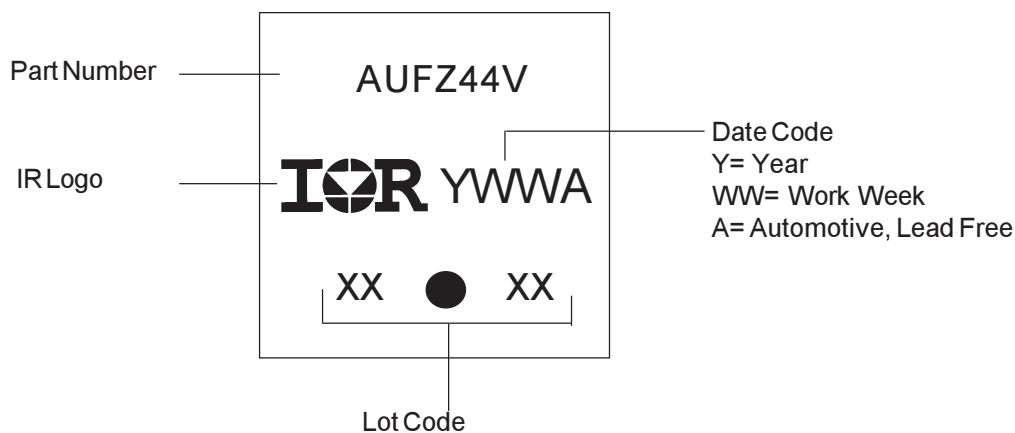 Part Number
AUFZ44V
IR Logo
IOR YWWA
Date Code
Y= Year
WW= Work Week
A= Automotive, Lead Free
XX XX
Lot Code